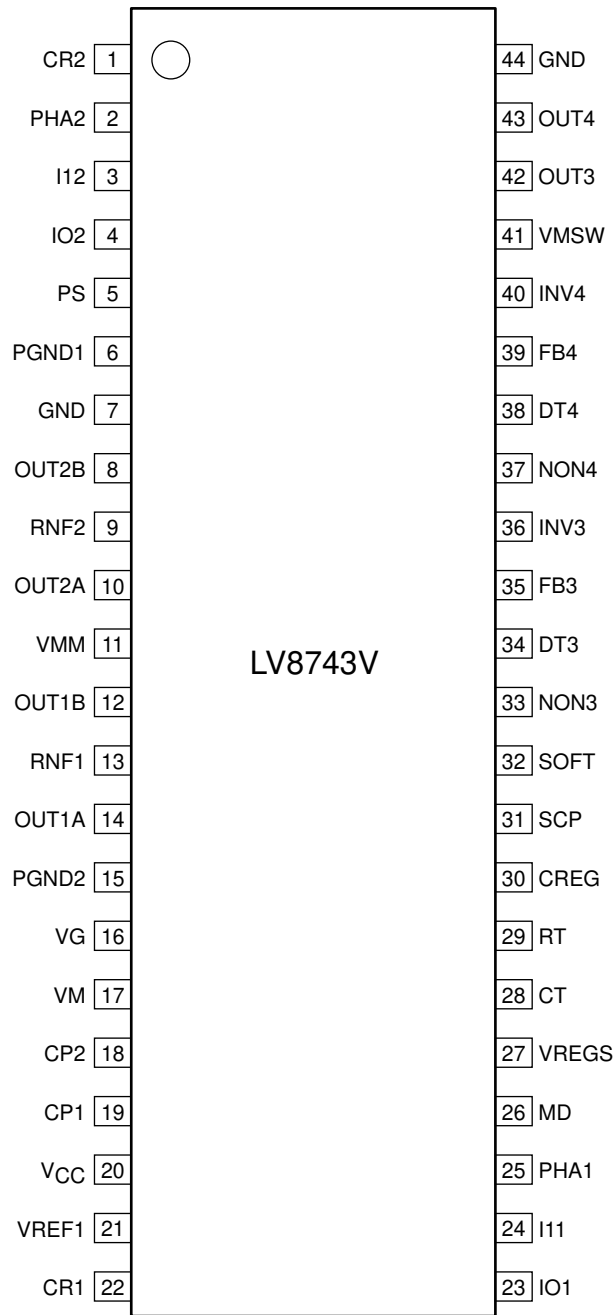 CR2 1 44 GND
PHA2 2 43 OUT4
I12 3 42 OUT3
IO2 4 41 VMSW
PS 5 40 INV4
PGND1 6 39 FB4
GND 7 38 DT4
OUT2B 8 37 NON4
RNF2 9 36 INV3
OUT2A 10 35 FB3
VMM 11 34 DT3
LV8743V
OUT1B 12 33 NON3
RNF1 13 32 SOFT
OUT1A 14 31 SCP
PGND2 15 30 CREG
VG 16 29 RT
VM 17 28 CT
CP2 18 27 VREGS
CP1 19 26 MD
VCC 20 25 PHA1
VREF1 21 24 I11
CR1 22 23 IO1